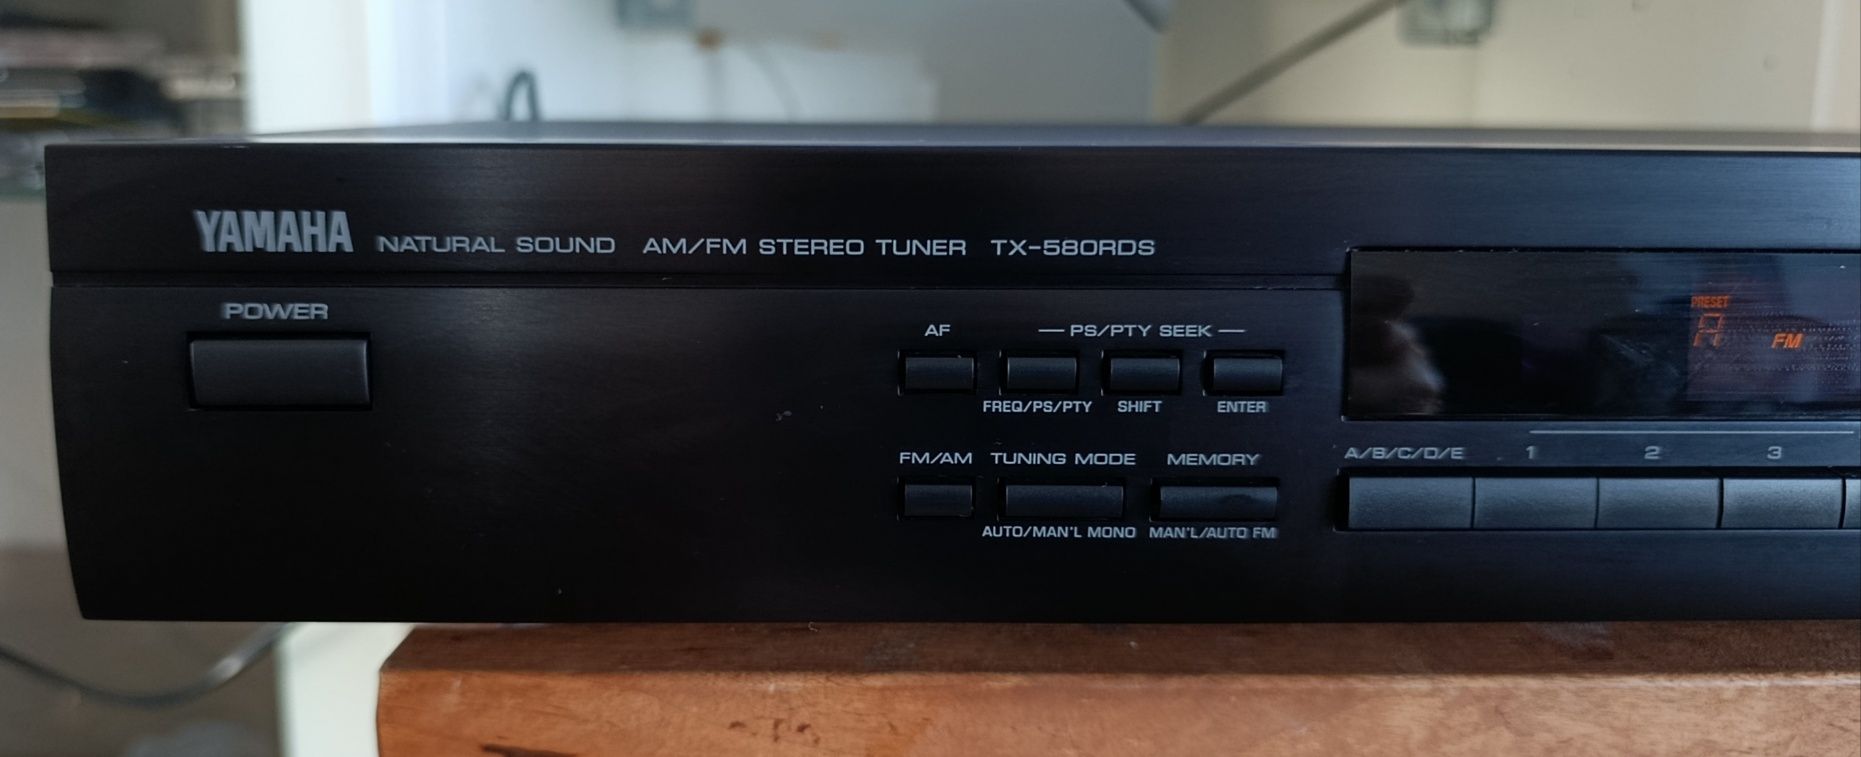 YAMAHA NATURAL SOUND AM/FM STEREO TUNER TX-580RDS
POWER
AF PS/PTY SEEK
FREQ/PS/PTY SHIFT ENTER
FM/AM TUNING MODE MEMORY
AUTO/MAN'L MONO MAN'L/AUTO FM
PRESET
A FM
A/B/C/D/E 1 2 3